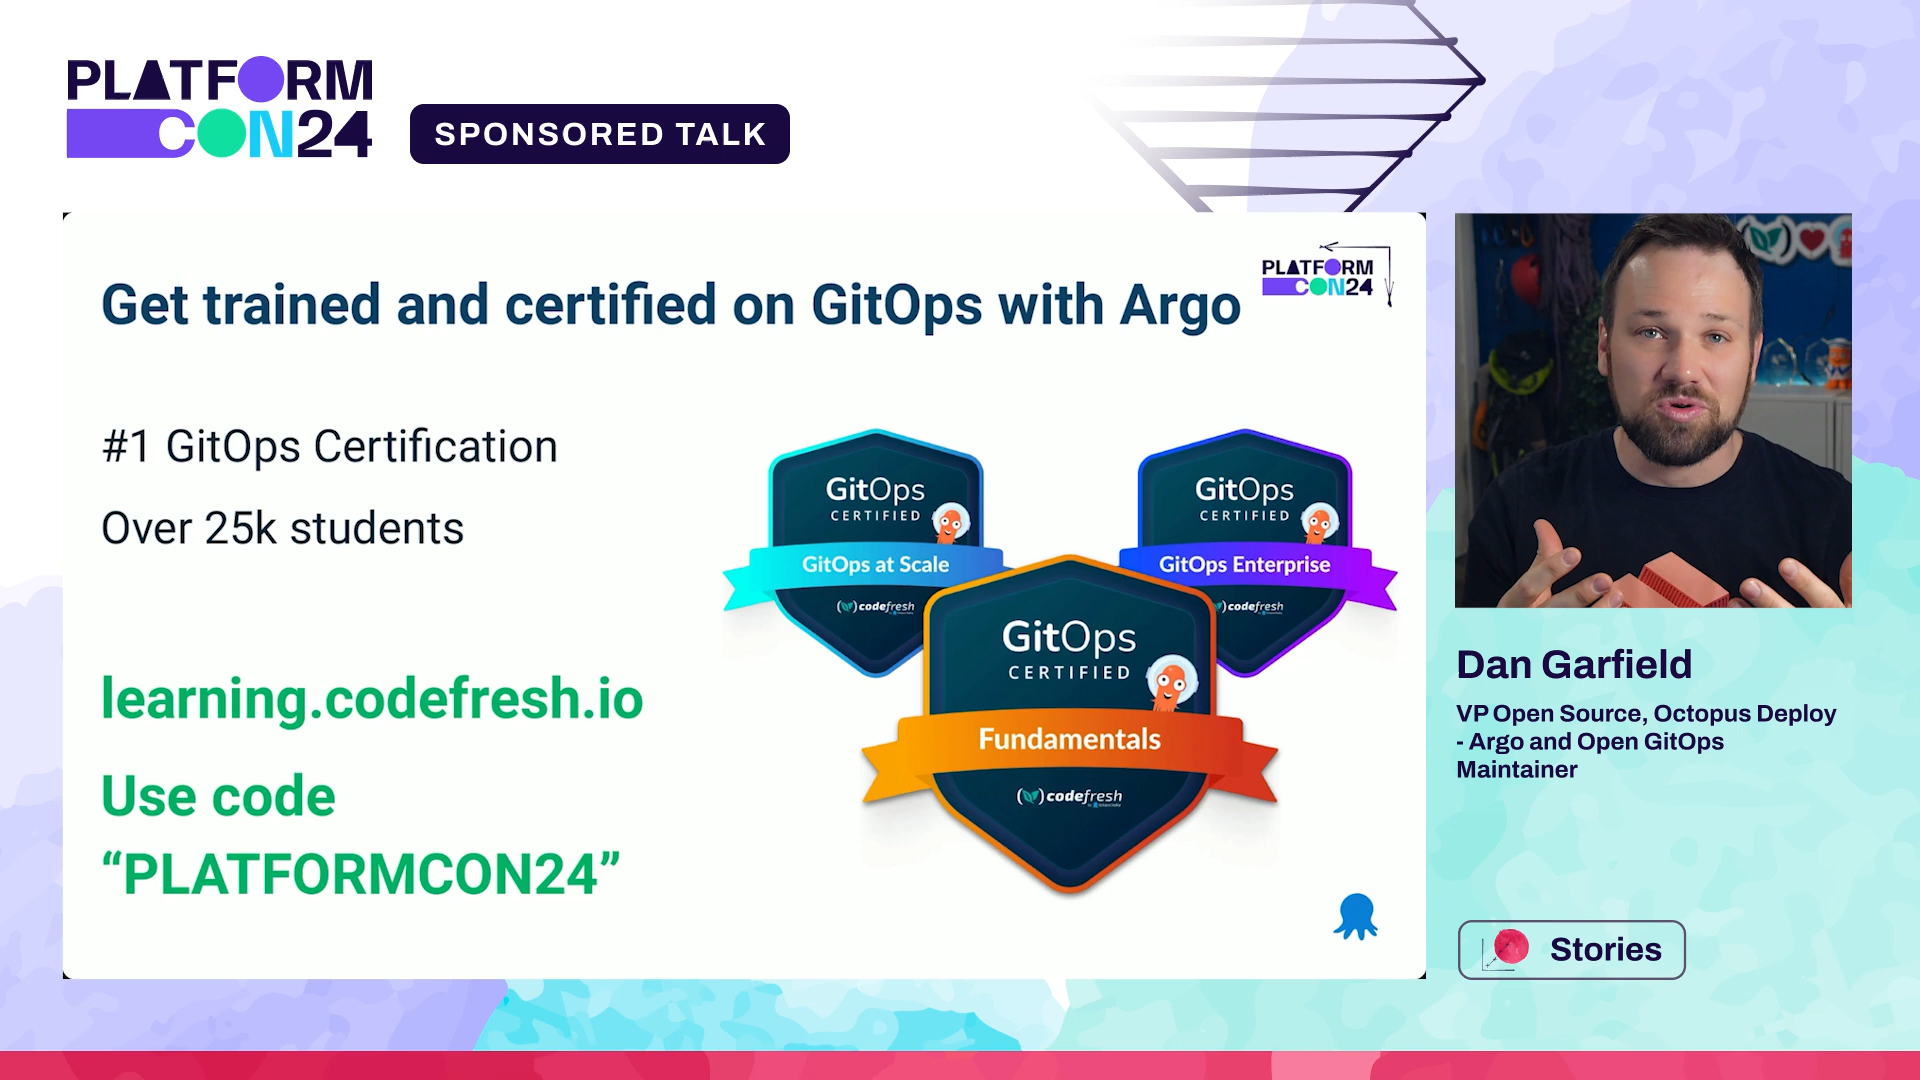 PLATFORM
CON24
SPONSORED TALK
Get trained and certified on GitOps with Argo
PLATFORM
CON24
#1 GitOps Certification
Over 25k students
learning.codefresh.io
Use code
“PLATFORMCON24”
GitOps
CERTIFIED
GitOps at Scale
codefresh
GitOps
CERTIFIED
GitOps Enterprise
codefresh
GitOps
CERTIFIED
Fundamentals
codefresh
Dan Garfield
VP Open Source, Octopus Deploy
- Argo and Open GitOps
Maintainer
Stories